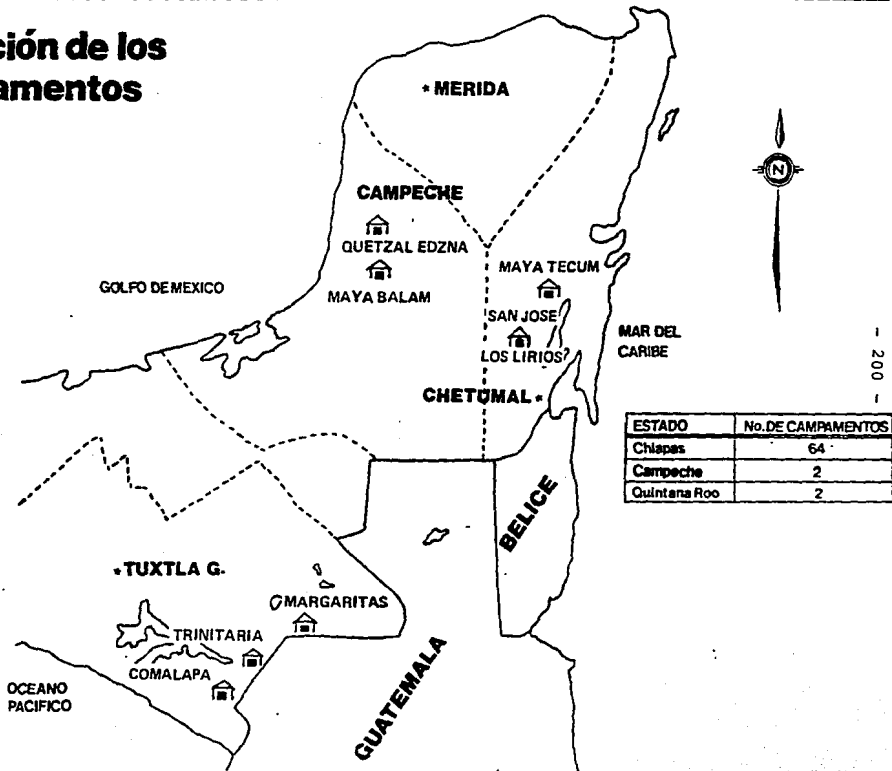 ción de los
amentos
* MERIDA
N
CAMPECHE
QUETZAL EDZNA
MAYA BALAM
GOLFO DE MEXICO
MAYA TECUM
SAN JOSE
LOS LIRIOS
MAR DEL
CARIBE
CHETUMAL *
- 200 -
ESTADO No. DE CAMPAMENTOS
Chiapas 64
Campeche 2
Quintana Roo 2
BELICE
* TUXTLA G.
MARGARITAS
TRINITARIA
COMALAPA
OCEANO
PACIFICO
GUATEMALA